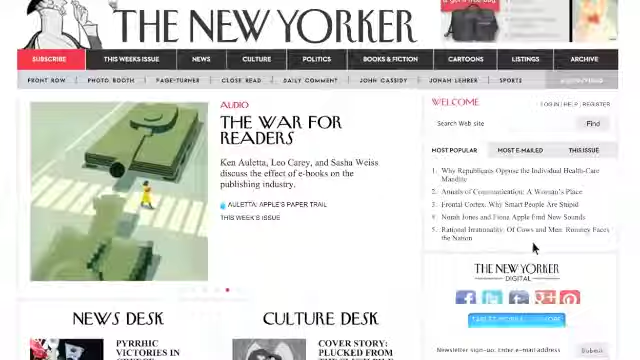 THE NEW YORKER
SUBSCRIBE THIS WEEK'S ISSUE NEWS CULTURE POLITICS BOOKS & FICTION CARTOONS LISTINGS ARCHIVE
FRONT ROW PHOTO BOOTH PAGE-TURNER CLOSE READ DAILY COMMENT JOHN CASSIDY JONAH LEHRER SPORTS
AUDIO
THE WAR FOR
READERS
Ken Auletta, Leo Carey, and Sasha Weiss
discuss the effect of e-books on the
publishing industry.
AULETTA: APPLE'S PAPER TRAIL
THIS WEEK'S ISSUE
WELCOME
LOG IN | HELP | REGISTER
Search Web site Find
MOST POPULAR MOST E-MAILED THIS ISSUE
1. Why Republicans Oppose the Individual Health-Care
Mandate
2. Annals of Communication: A Woman's Place
3. Frontal Cortex: Why Smart People Are Stupid
4. Norah Jones and Fiona Apple Find New Sounds
5. Rational Irrationality: Of Cows and Men: Romney Faces
the Nation
THE NEW YORKER
DIGITAL
NEWS DESK
PYRRHIC
VICTORIES IN
CULTURE DESK
COVER STORY:
PLUCKED FROM
Newsletter sign-up: Enter e-mail address Submit